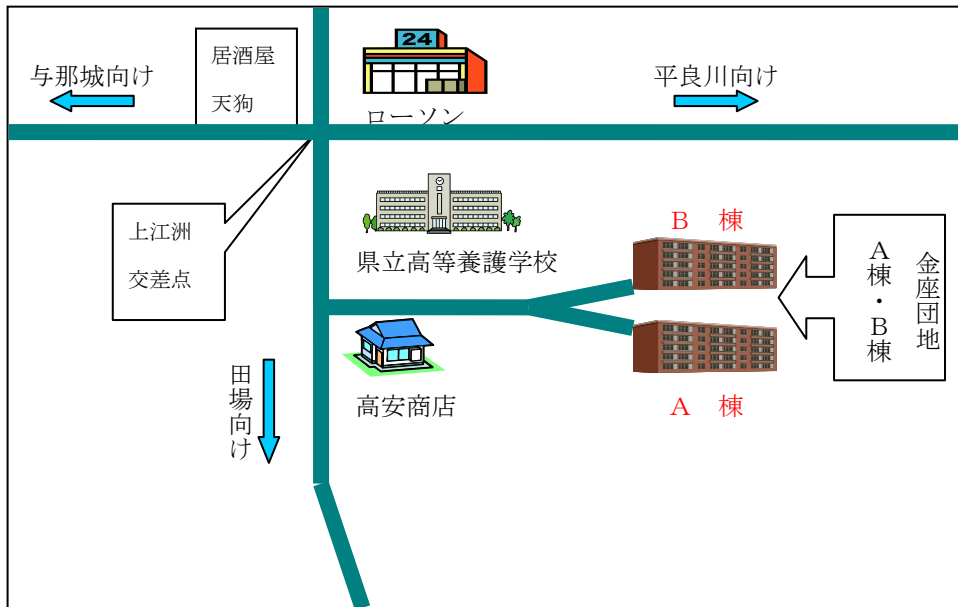 居酒屋
天狗
24
与那城向け
平良川向け
ローソン
上江洲
交差点
県立高等養護学校
B 棟
金座団地
A棟・B棟
高安商店
A 棟
田場向け